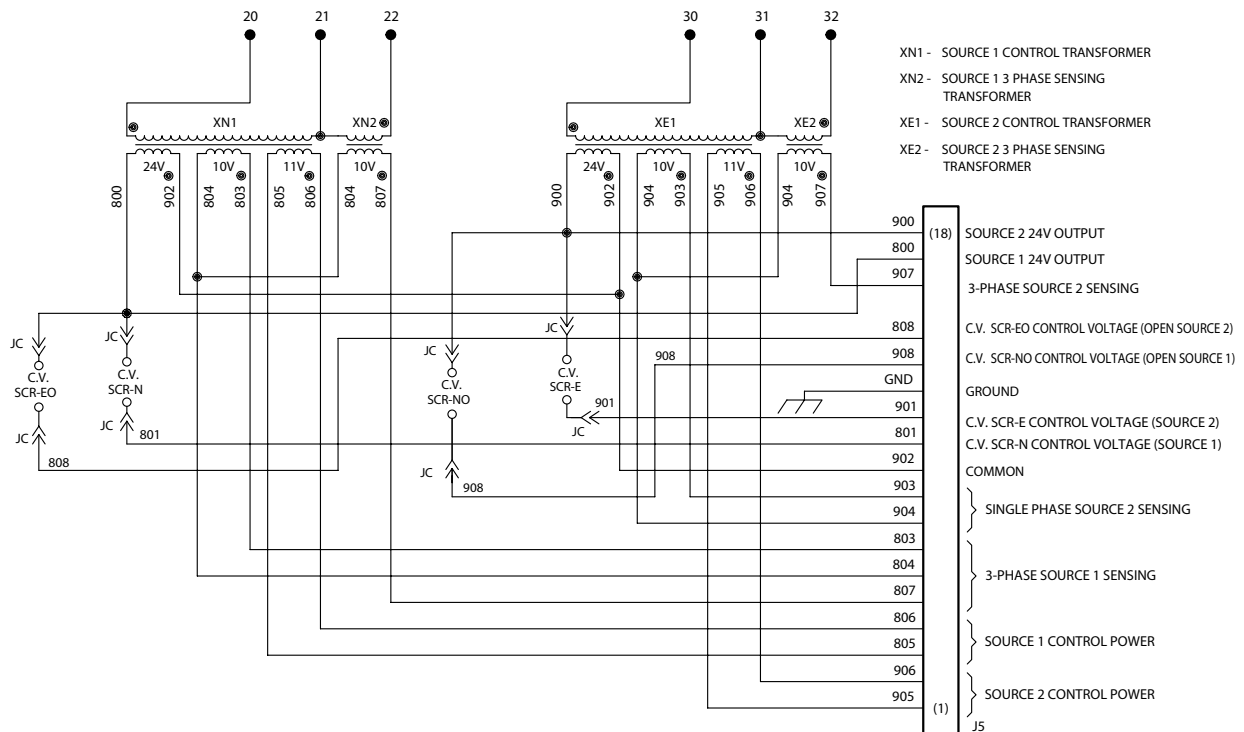 20 21 22 30 31 32
XN1 - SOURCE 1 CONTROL TRANSFORMER
XN2 - SOURCE 1 3 PHASE SENSING
TRANSFORMER
XE1 - SOURCE 2 CONTROL TRANSFORMER
XE2 - SOURCE 2 3 PHASE SENSING
TRANSFORMER
XN1 XN2 XE1 XE2
24V 10V 11V 10V 24V 10V 11V 10V
800 902 804 803 805 806 804 807 900 902 904 903 905 906 904 907
900 (18) SOURCE 2 24V OUTPUT
800 SOURCE 1 24V OUTPUT
907 3-PHASE SOURCE 2 SENSING
808 C.V. SCR-EO CONTROL VOLTAGE (OPEN SOURCE 2)
908 C.V. SCR-NO CONTROL VOLTAGE (OPEN SOURCE 1)
GND GROUND
901 C.V. SCR-E CONTROL VOLTAGE (SOURCE 2)
801 C.V. SCR-N CONTROL VOLTAGE (SOURCE 1)
902 COMMON
903
904 SINGLE PHASE SOURCE 2 SENSING
803
804 3-PHASE SOURCE 1 SENSING
807
806
805 SOURCE 1 CONTROL POWER
906
905 SOURCE 2 CONTROL POWER
(1)
J5
JC
C.V.
SCR-EO
JC
808
JC
C.V.
SCR-N
JC
801
JC
C.V.
SCR-NO
JC
908
JC
C.V.
SCR-E
JC
901
908